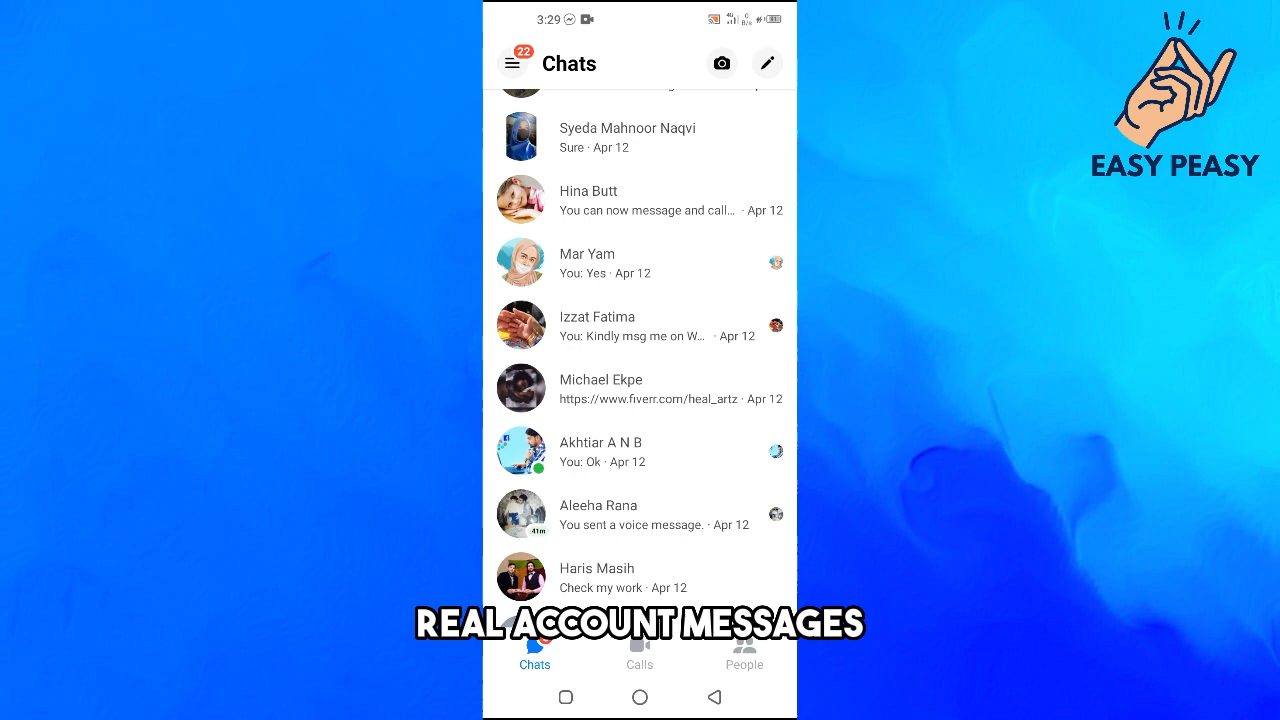 3:29
22
Chats
EASY PEASY
Syeda Mahnoor Naqvi
Sure · Apr 12
Hina Butt
You can now message and call... · Apr 12
Mar Yam
You: Yes · Apr 12
Izzat Fatima
You: Kindly msg me on W... · Apr 12
Michael Ekpe
https://www.fiverr.com/heal_artz · Apr 12
Akhtiar A N B
You: Ok · Apr 12
Aleeha Rana
You sent a voice message. · Apr 12
41m
Haris Masih
Check my work · Apr 12
REAL ACCOUNT MESSAGES
Chats
Calls
People